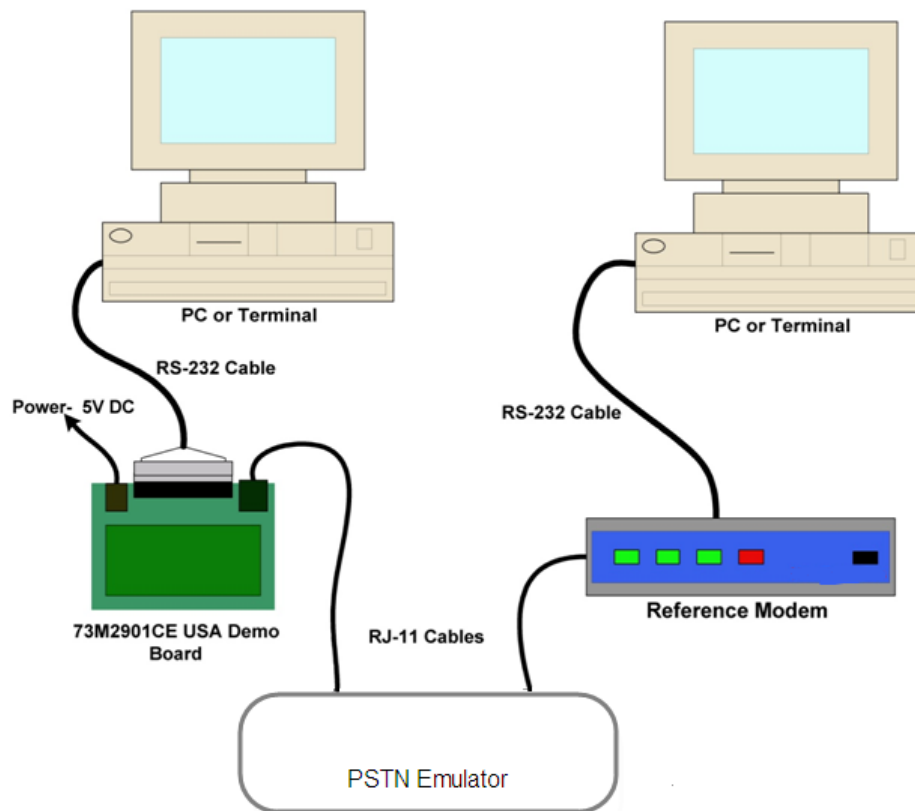 PC or Terminal
PC or Terminal
RS-232 Cable
RS-232 Cable
Power- 5V DC
Reference Modem
73M2901CE USA Demo
Board
RJ-11 Cables
PSTN Emulator